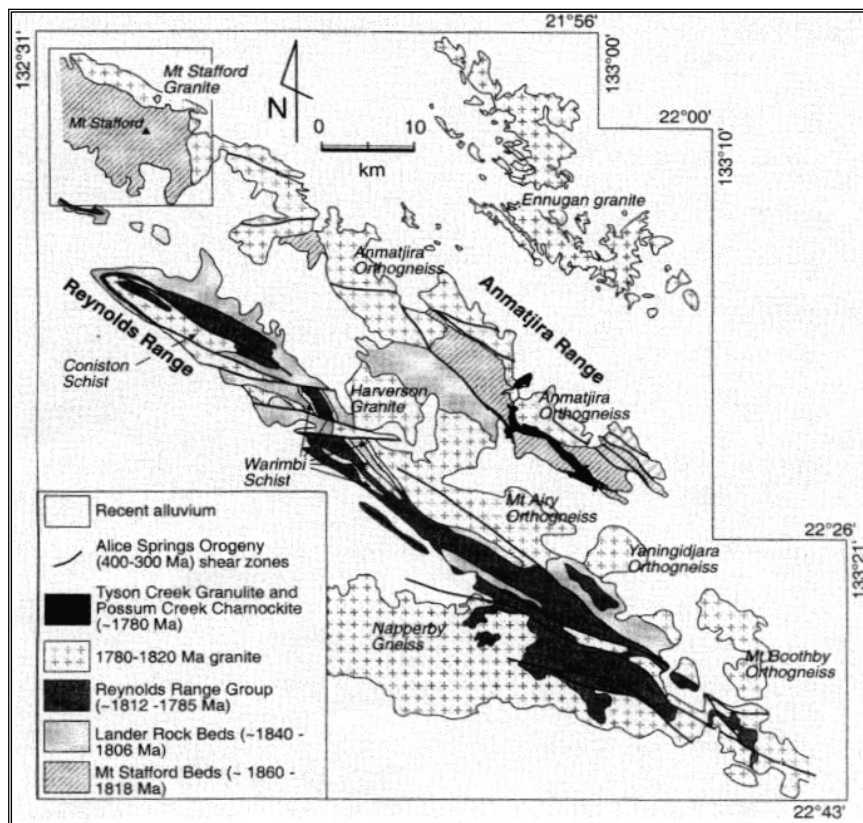 21°56'
132°31'
133°00'
Mt Stafford
Granite
Mt Stafford
N
0 10
km
22°00'
133°10'
Ennugan granite
Anmatjira
Orthogneiss
Anmatjira Range
Reynolds Range
Coniston
Schist
Harverson
Granite
Anmatjira
Orthogneiss
Warimbi
Schist
Mt Airy
Orthogneiss
22°26'
133°21'
Yaningidjara
Orthogneiss
Napperby
Gneiss
Mt Boothby
Orthogneiss
Recent alluvium
Alice Springs Orogeny
(400-300 Ma) shear zones
Tyson Creek Granulite and
Possum Creek Charnockite
(~1780 Ma)
1780-1820 Ma granite
Reynolds Range Group
(~1812 -1785 Ma)
Lander Rock Beds (~1840 -
1806 Ma)
Mt Stafford Beds (~ 1860 -
1818 Ma)
22°43'